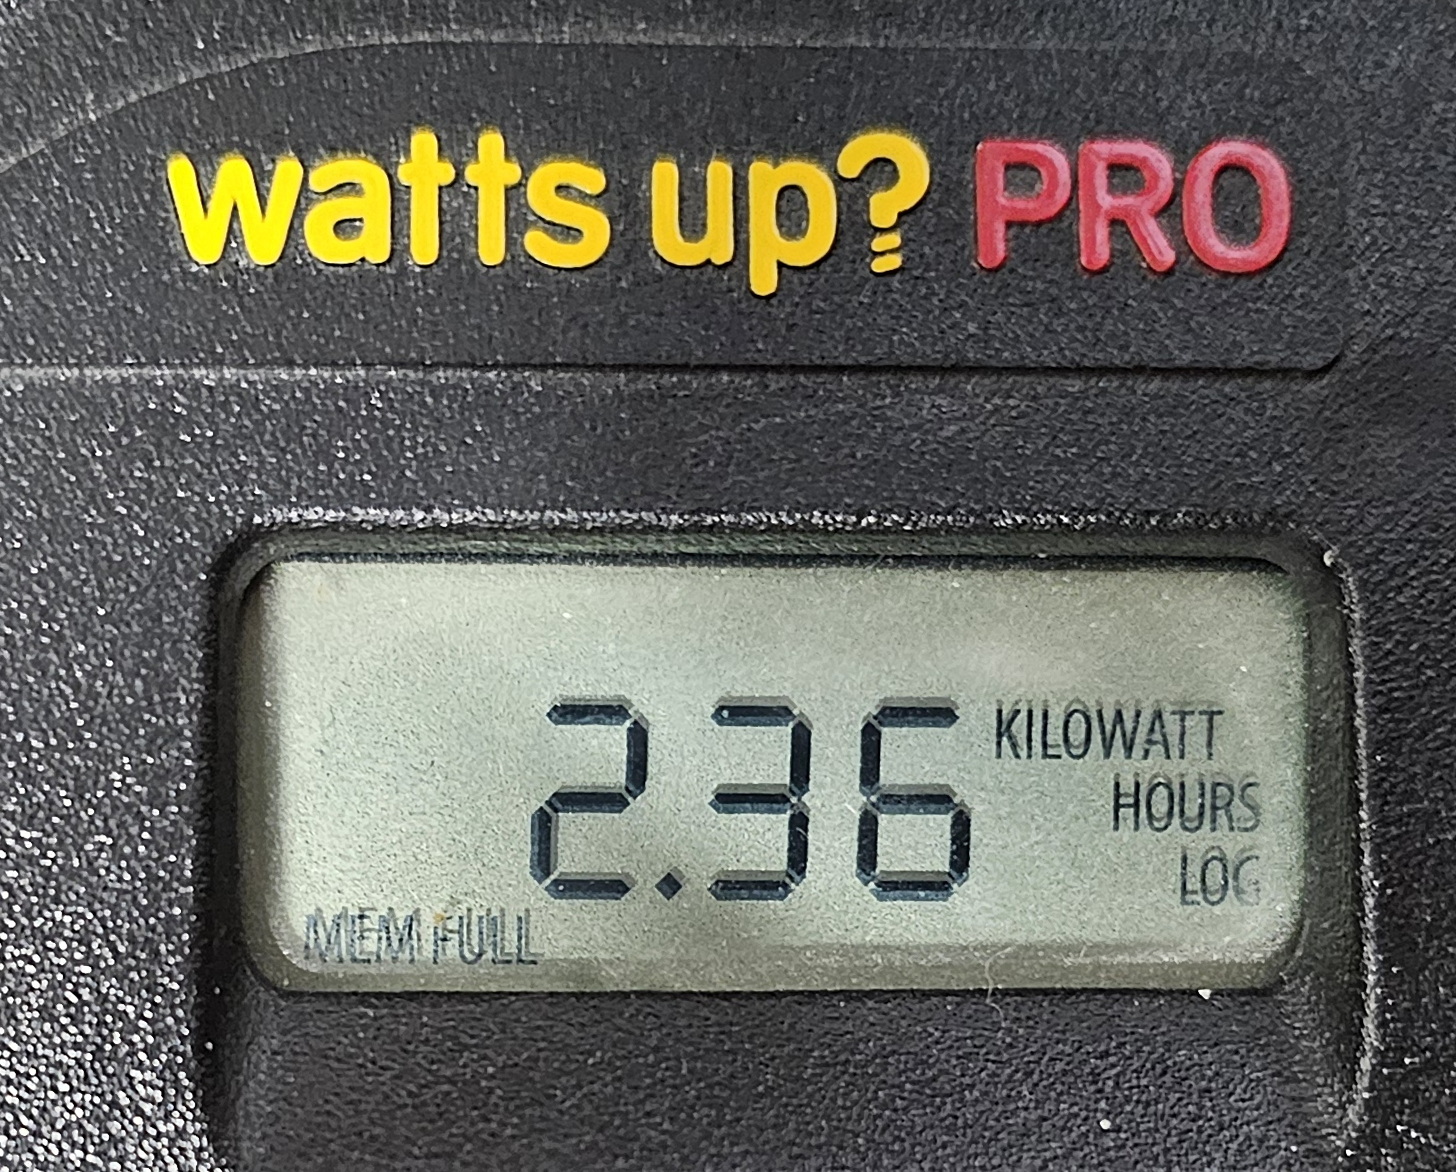 watts up? PRO
2.36 KILOWATT
HOURS
LOG
MEM FULL